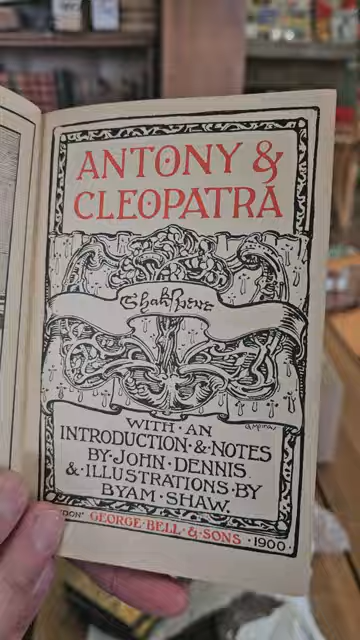 ANTONY &
CLEOPATRA
Shakspere
WITH·AN
INTRODUCTION·&·NOTES
BY·JOHN·DENNIS
&·ILLUSTRATIONS·BY
BYAM·SHAW.
GEORGE·BELL·&·SONS·1900.